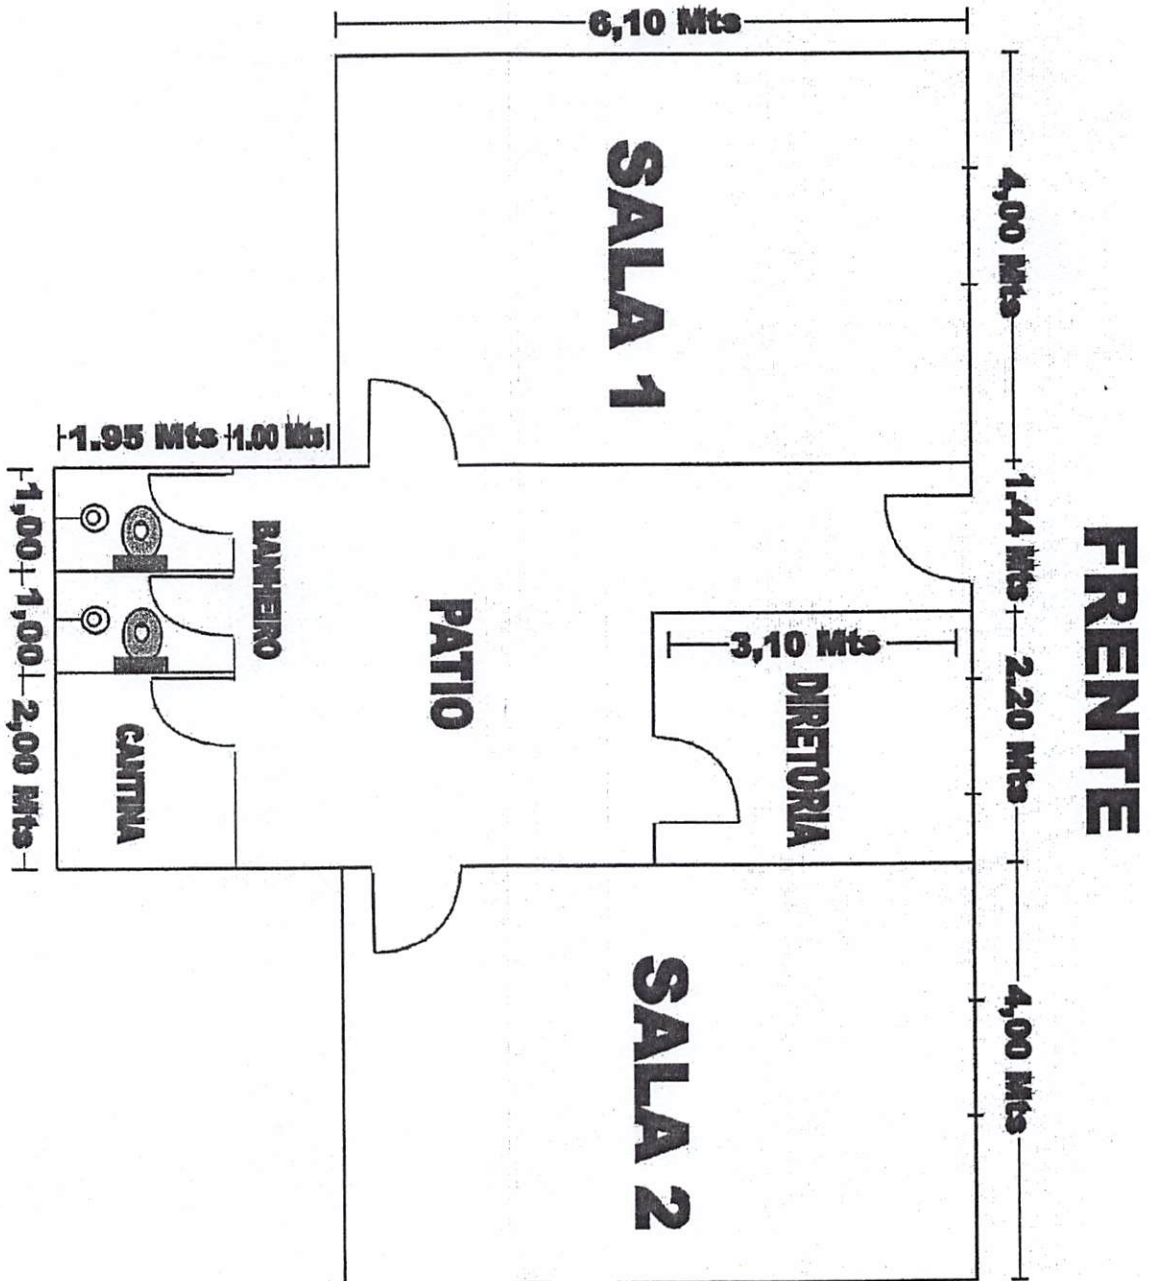 6,10 Mts
SALA 1
4,00 Mts
1.95 Mts
1.00 Mts
1,00
1,00
2,00 Mts
BANHEIRO
CANTINA
PATIO
3,10 Mts
DIRETORIA
1.44 Mts
2.20 Mts
FRENTE
SALA 2
4,00 Mts